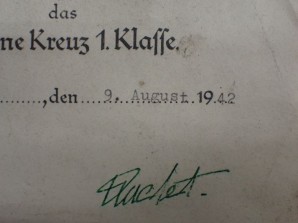 das
ne Kreuz 1. Klasse.
........, den ....9. August 1942